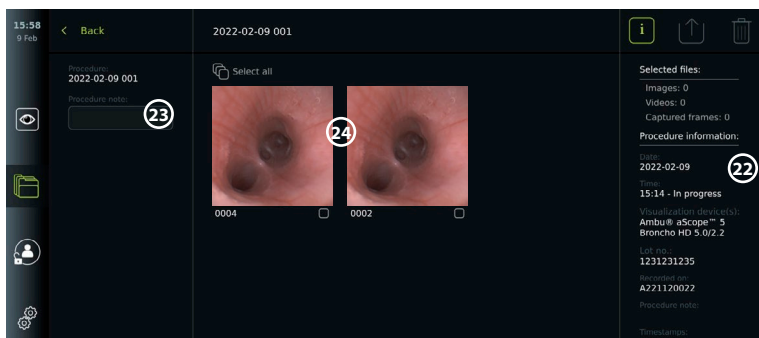 15:58
9 Feb
Back
2022-02-09 001
i
Procedure:
2022-02-09 001
Procedure note:
23
Select all
24
0004
0002
Selected files:
Images: 0
Videos: 0
Captured frames: 0
Procedure information:
Date:
2022-02-09
22
Time:
15:14 - In progress
Visualization device(s):
Ambu® aScope™ 5
Broncho HD 5.0/2.2
Lot no.:
1231231235
Recorded on:
A221120022
Procedure note:
Timestamps: